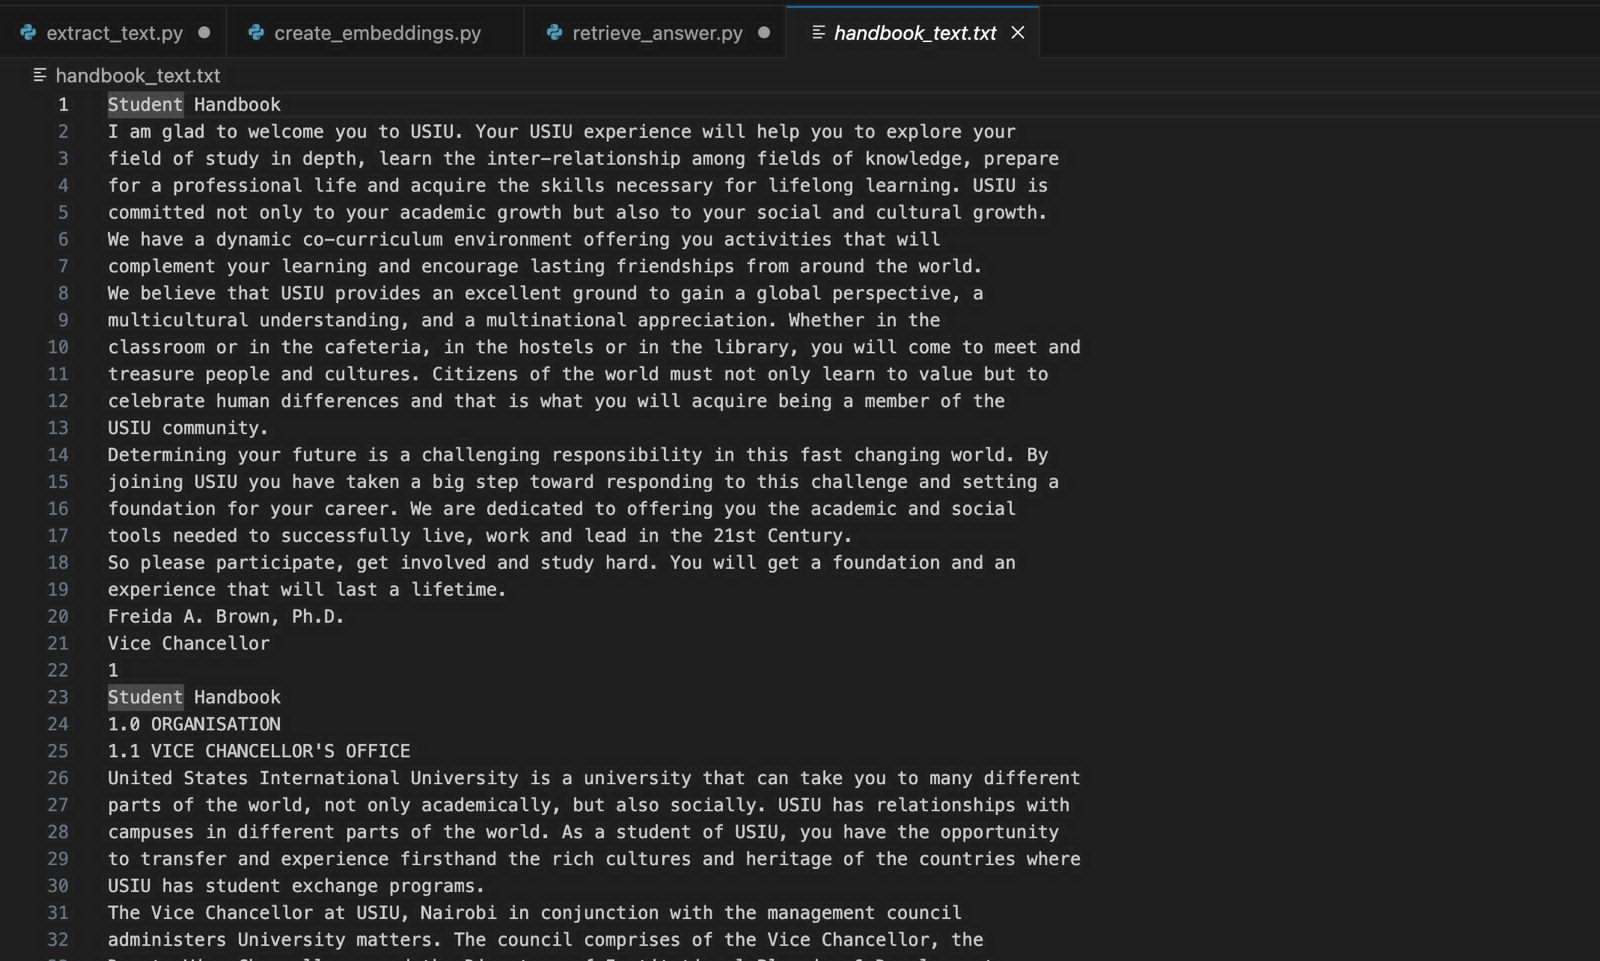 extract_text.py
create_embeddings.py
retrieve_answer.py
handbook_text.txt
handbook_text.txt
1 Student Handbook
2 I am glad to welcome you to USIU. Your USIU experience will help you to explore your
3 field of study in depth, learn the inter-relationship among fields of knowledge, prepare
4 for a professional life and acquire the skills necessary for lifelong learning. USIU is
5 committed not only to your academic growth but also to your social and cultural growth.
6 We have a dynamic co-curriculum environment offering you activities that will
7 complement your learning and encourage lasting friendships from around the world.
8 We believe that USIU provides an excellent ground to gain a global perspective, a
9 multicultural understanding, and a multinational appreciation. Whether in the
10 classroom or in the cafeteria, in the hostels or in the library, you will come to meet and
11 treasure people and cultures. Citizens of the world must not only learn to value but to
12 celebrate human differences and that is what you will acquire being a member of the
13 USIU community.
14 Determining your future is a challenging responsibility in this fast changing world. By
15 joining USIU you have taken a big step toward responding to this challenge and setting a
16 foundation for your career. We are dedicated to offering you the academic and social
17 tools needed to successfully live, work and lead in the 21st Century.
18 So please participate, get involved and study hard. You will get a foundation and an
19 experience that will last a lifetime.
20 Freida A. Brown, Ph.D.
21 Vice Chancellor
22 1
23 Student Handbook
24 1.0 ORGANISATION
25 1.1 VICE CHANCELLOR'S OFFICE
26 United States International University is a university that can take you to many different
27 parts of the world, not only academically, but also socially. USIU has relationships with
28 campuses in different parts of the world. As a student of USIU, you have the opportunity
29 to transfer and experience firsthand the rich cultures and heritage of the countries where
30 USIU has student exchange programs.
31 The Vice Chancellor at USIU, Nairobi in conjunction with the management council
32 administers University matters. The council comprises of the Vice Chancellor, the